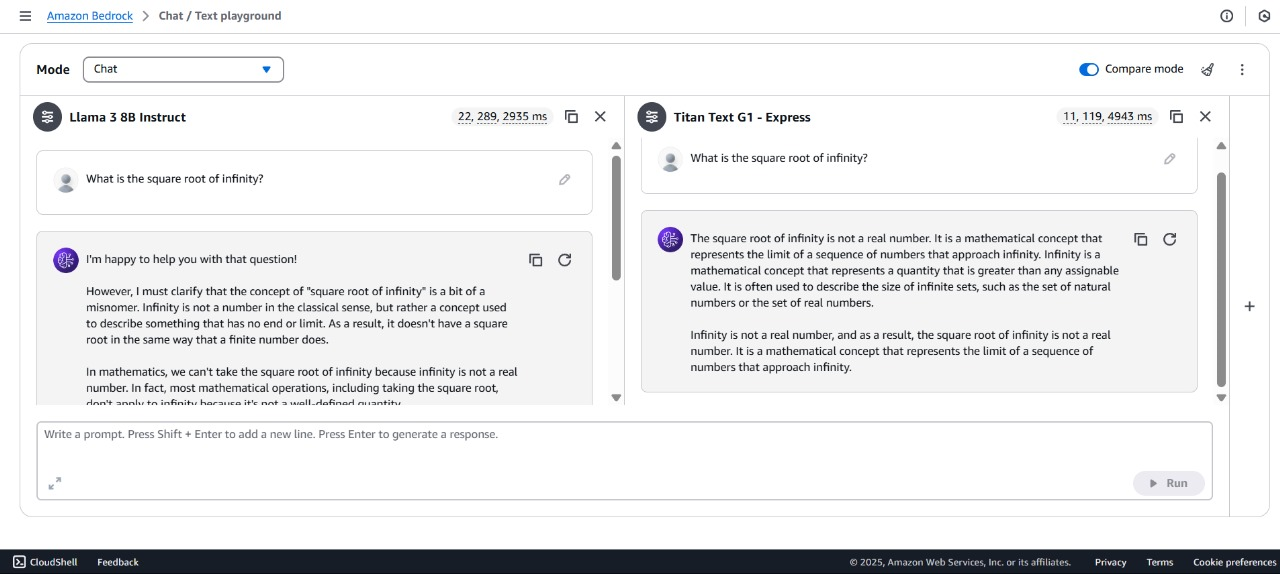 Amazon Bedrock > Chat / Text playground
Mode
Chat
Compare mode
Llama 3 8B Instruct
22, 289, 2935 ms
What is the square root of infinity?
I'm happy to help you with that question!
However, I must clarify that the concept of "square root of infinity" is a bit of a
misnomer. Infinity is not a number in the classical sense, but rather a concept used
to describe something that has no end or limit. As a result, it doesn't have a square
root in the same way that a finite number does.
In mathematics, we can't take the square root of infinity because infinity is not a real
number. In fact, most mathematical operations, including taking the square root,
don't apply to infinity because it's not a well-defined quantity.
Titan Text G1 - Express
11, 119, 4943 ms
What is the square root of infinity?
The square root of infinity is not a real number. It is a mathematical concept that
represents the limit of a sequence of numbers that approach infinity. Infinity is a
mathematical concept that represents a quantity that is greater than any assignable
value. It is often used to describe the size of infinite sets, such as the set of natural
numbers or the set of real numbers.
Infinity is not a real number, and as a result, the square root of infinity is not a real
number. It is a mathematical concept that represents the limit of a sequence of
numbers that approach infinity.
Write a prompt. Press Shift + Enter to add a new line. Press Enter to generate a response.
Run
CloudShell
Feedback
© 2025, Amazon Web Services, Inc. or its affiliates.
Privacy
Terms
Cookie preferences